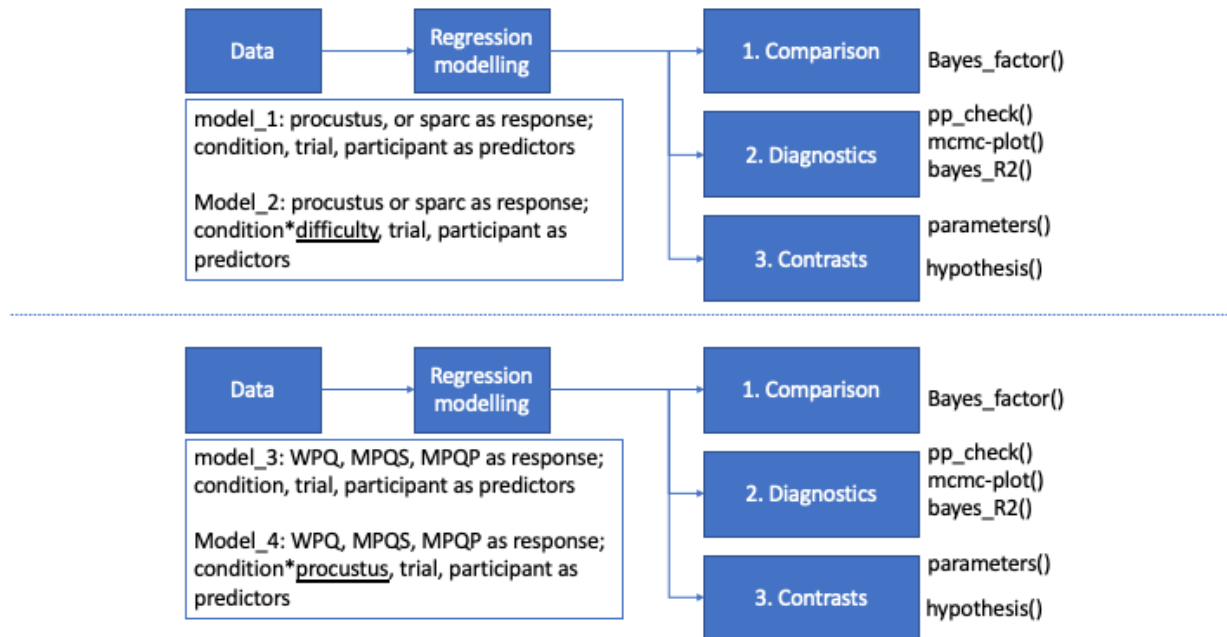 Data
Regression
modelling
1. Comparison
Bayes_factor()
model_1: procustus, or sparc as response;
condition, trial, participant as predictors
Model_2: procustus or sparc as response;
condition*difficulty, trial, participant as
predictors
2. Diagnostics
pp_check()
mcmc-plot()
bayes_R2()
3. Contrasts
parameters()
hypothesis()
Data
Regression
modelling
1. Comparison
Bayes_factor()
model_3: WPQ, MPQS, MPQP as response;
condition, trial, participant as predictors
Model_4: WPQ, MPQS, MPQP as response;
condition*procustus, trial, participant as
predictors
2. Diagnostics
pp_check()
mcmc-plot()
bayes_R2()
3. Contrasts
parameters()
hypothesis()